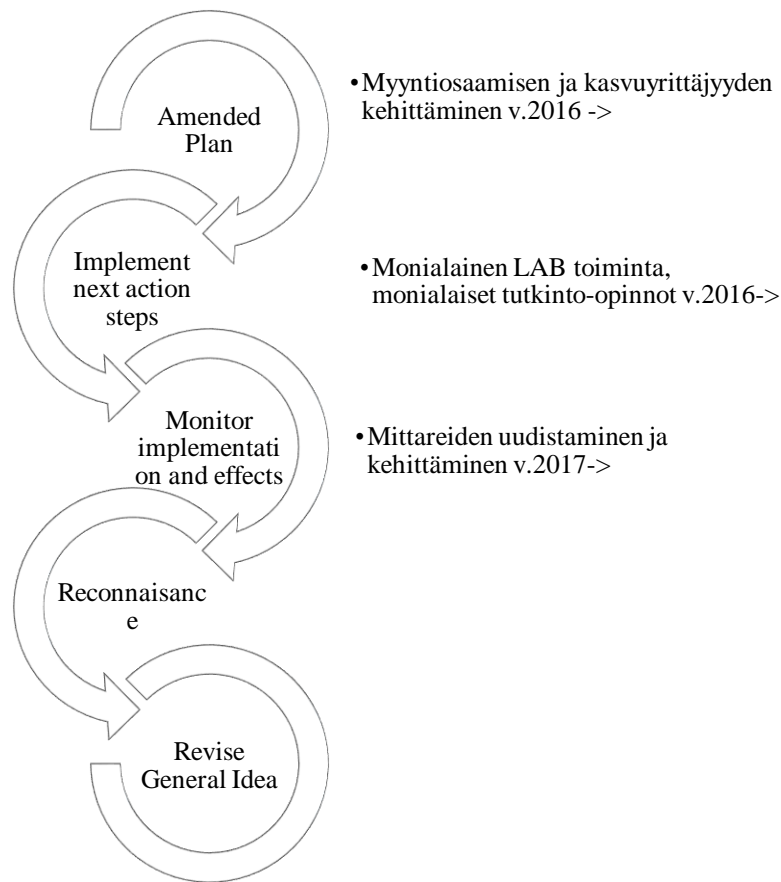 Amended
Plan
• Myyntiosaamisen ja kasvuyrittäjyyden
kehittäminen v.2016 ->
Implement
next action
steps
• Monialainen LAB toiminta,
monialaiset tutkinto-opinnot v.2016->
Monitor
implementati
on and effects
• Mittareiden uudistaminen ja
kehittäminen v.2017->
Reconnaisanc
e
Revise
General Idea